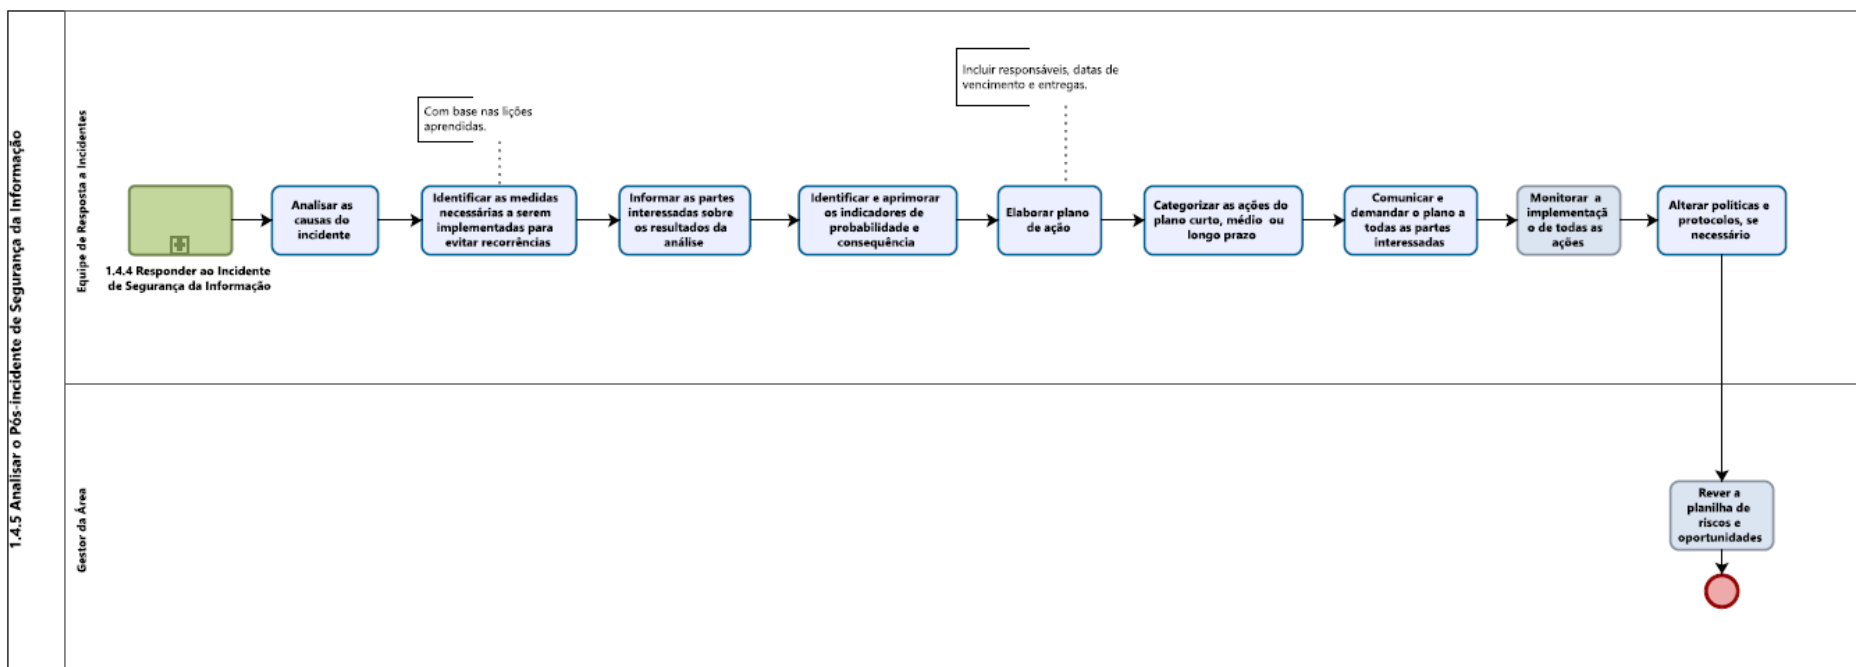 1.4.5 Analisar o Pós-incidente de Segurança da Informação
Equipe de Resposta a Incidentes
1.4.4 Responder ao Incidente
de Segurança da Informação
Analisar as
causas do
incidente
Com base nas lições
aprendidas.
Identificar as medidas
necessárias a serem
implementadas para
evitar recorrências
Informar as partes
interessadas sobre
os resultados da
análise
Identificar e aprimorar
os indicadores de
probabilidade e
consequência
Incluir responsáveis, datas de
vencimento e entregas.
Elaborar plano
de ação
Categorizar as ações do
plano curto, médio ou
longo prazo
Comunicar e
demandar o plano a
todas as partes
interessadas
Monitorar a
implementaçã
o de todas as
ações
Alterar políticas e
protocolos, se
necessário
Gestor da Área
Rever a
planilha de
riscos e
oportunidades